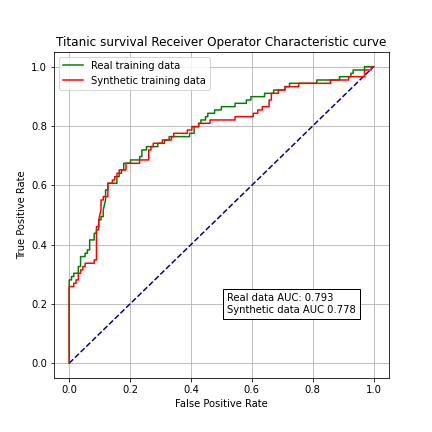 Titanic survival Receiver Operator Characteristic curve
Real training data
Synthetic training data
1.0
0.8
0.6
0.4
0.2
0.0
True Positive Rate
Real data AUC: 0.793
Synthetic data AUC 0.778
0.0 0.2 0.4 0.6 0.8 1.0
False Positive Rate